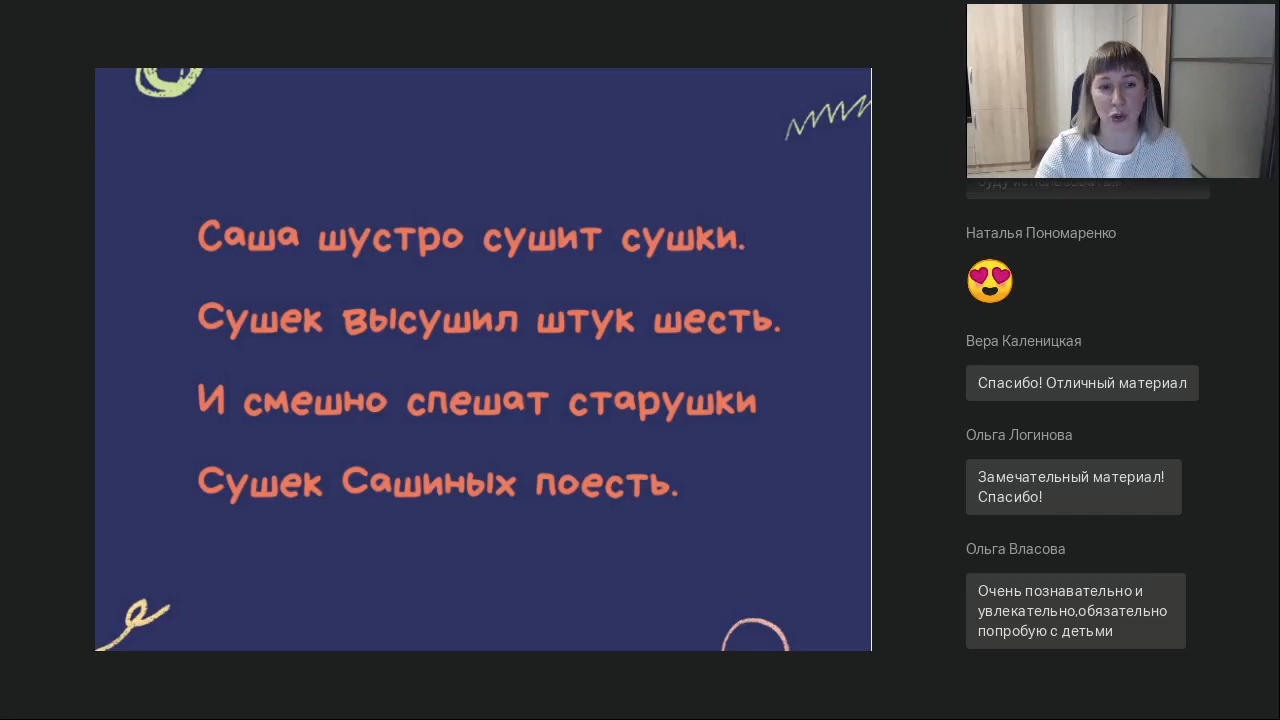 Саша шустро сушит сушки.
Сушек высушил штук шесть.
И смешно спешат старушки
Сушек Сашиных поесть.
Наталья Пономаренко
Вера Каленицкая
Спасибо! Отличный материал
Ольга Логинова
Замечательный материал!
Спасибо!
Ольга Власова
Очень познавательно и
увлекательно,обязательно
попробую с детьми